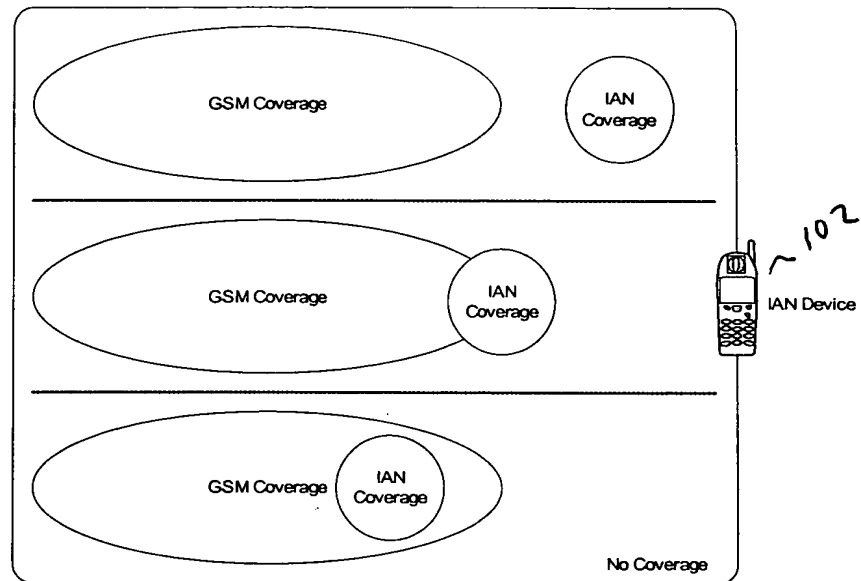 GSM Coverage
IAN
Coverage
GSM Coverage
IAN
Coverage
102
IAN Device
GSM Coverage
IAN
Coverage
No Coverage